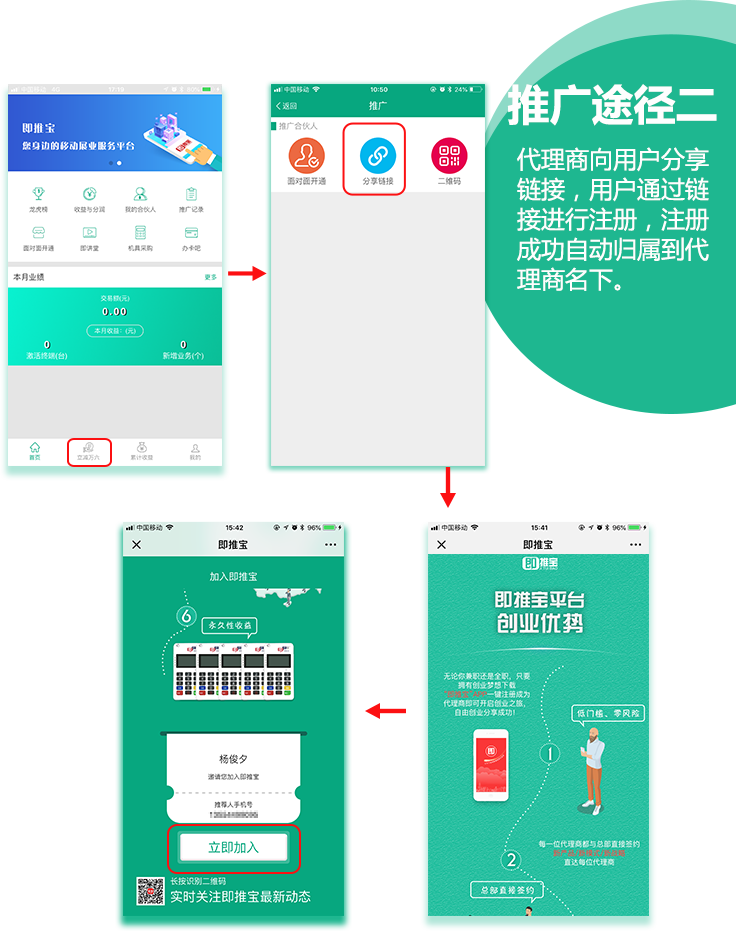 推广途径二
代理商向用户分享
链接，用户通过链
接进行注册，注册
成功自动归属到代
理商名下。
中国移动 4G
即推宝
您身边的移动展业服务平台
龙虎榜 收益与分润 我的合伙人 推广记录
面对面开通 即讲堂 机具采购 办卡吧
本月业绩 更多
交易额(元)
0.00
本月收益：(元)
0 0
激活终端(台) 新增业务(个)
首页 立减万六 累计收益 我的
中国移动 10:50 24%
返回 推广
推广合伙人
面对面开通 分享链接 二维码
中国移动 15:41 96%
即推宝
即推宝
即推宝平台
创业优势
无论你兼职还是全职，只要
拥有创业梦想下载
一键注册成为
代理商即可开启创业之旅，
自由创业分享成功！
低门槛、零风险
即
1
每一位代理商都与总部直接签约
直达每位代理商
2
总部直接签约
中国移动 15:42 96%
即推宝
加入即推宝
6
永久性收益
杨俊夕
邀请您加入即推宝
推荐人手机号
立即加入
长按识别二维码
实时关注即推宝最新动态